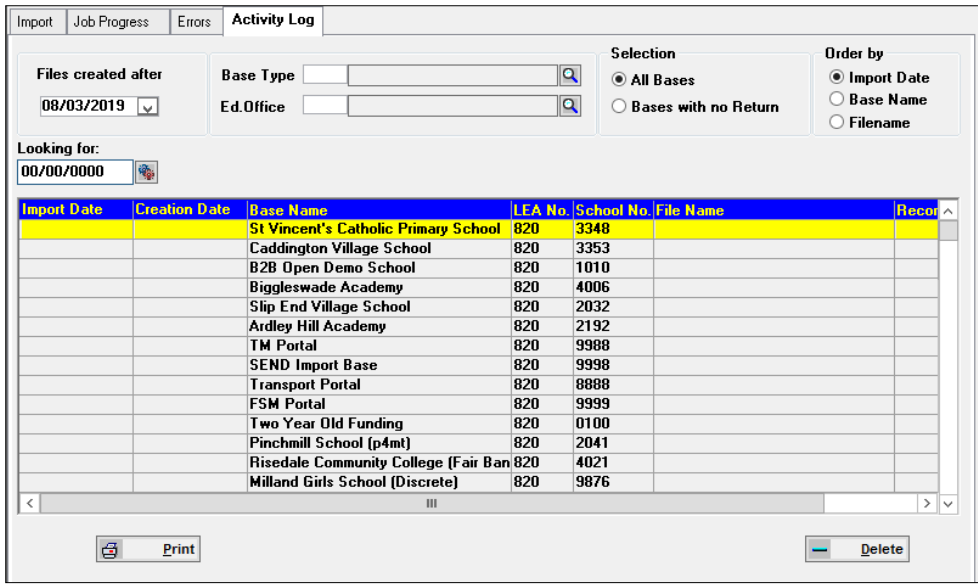 Import Job Progress Errors Activity Log
Selection Order by
Files created after Base Type All Bases Import Date
08/03/2019 Ed.Office Bases with no Return Base Name
Filename
Looking for:
00/00/0000
Import Date Creation Date Base Name LEA No. School No. File Name Recor
St Vincent's Catholic Primary School 820 3348
Caddington Village School 820 3353
B2B Open Demo School 820 1010
Biggleswade Academy 820 4006
Slip End Village School 820 2032
Ardley Hill Academy 820 2192
TM Portal 820 9988
SEND Import Base 820 9998
Transport Portal 820 8888
FSM Portal 820 9999
Two Year Old Funding 820 0100
Pinchmill School (p4mt) 820 2041
Risedale Community College (Fair Ban 820 4021
Milland Girls School (Discrete) 820 9876
Print Delete